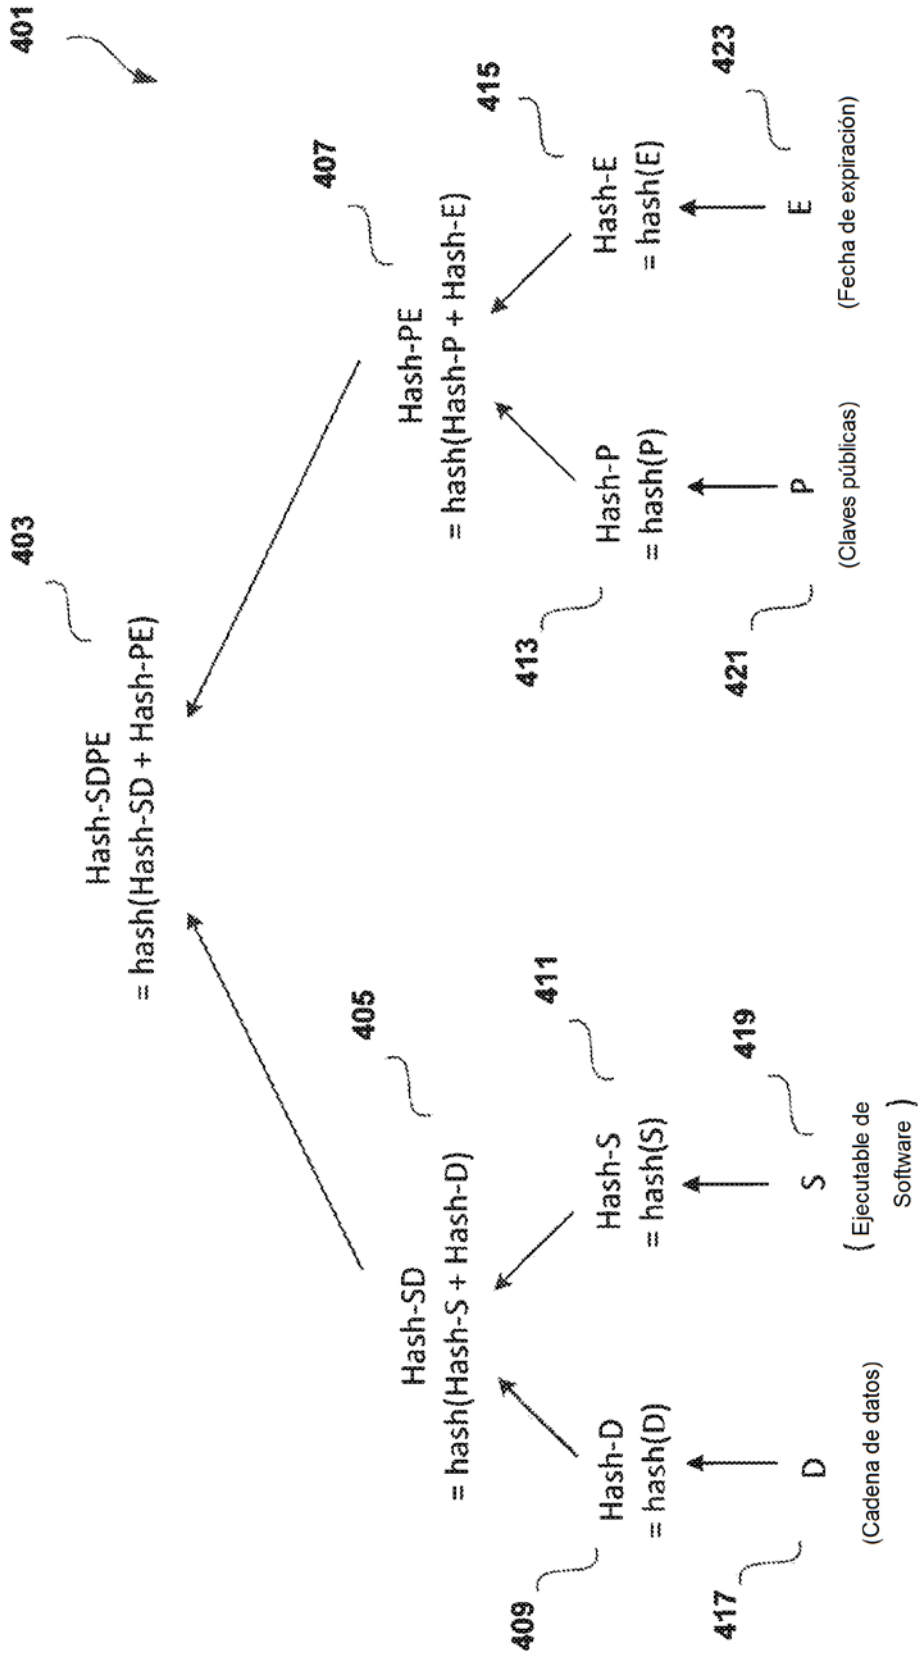 401
403
Hash-SDPE
= hash(Hash-SD + Hash-PE)
405
Hash-SD
= hash(Hash-S + Hash-D)
407
Hash-PE
= hash(Hash-P + Hash-E)
409
Hash-D
= hash(D)
411
Hash-S
= hash(S)
413
Hash-P
= hash(P)
415
Hash-E
= hash(E)
417
D
(Cadena de datos)
419
S
( Ejecutable de
Software )
421
P
(Claves públicas)
423
E
(Fecha de expiración)